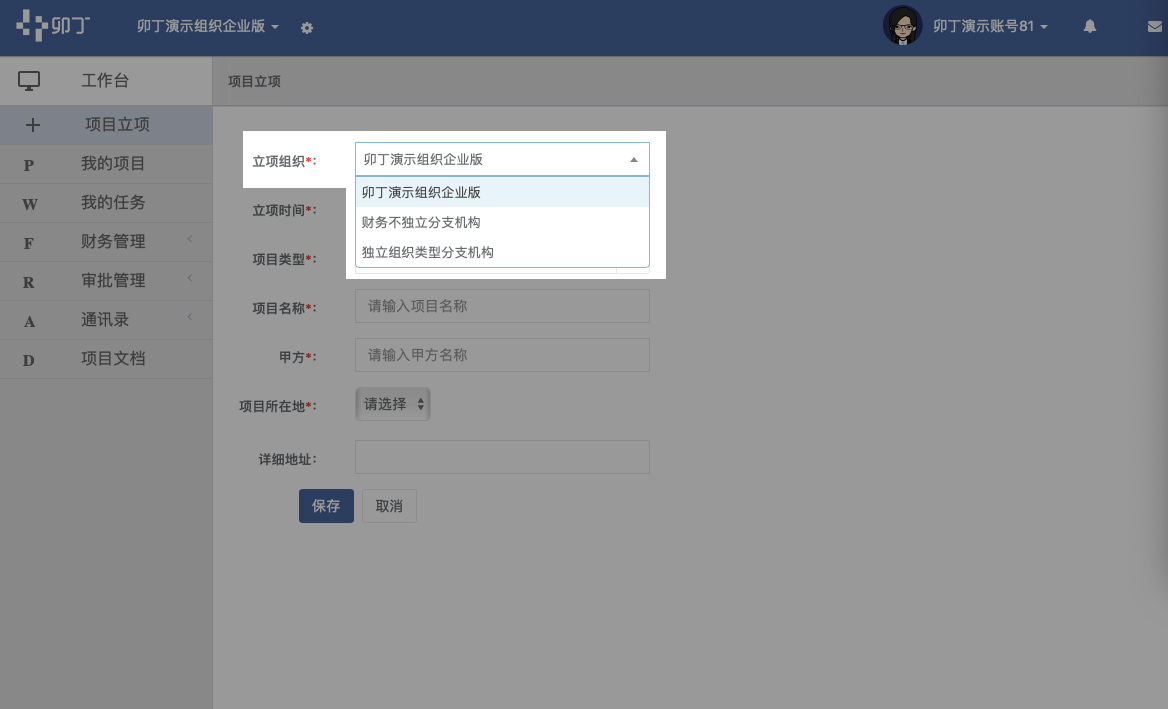 卯丁 卯丁演示组织企业版 卯丁演示账号81
工作台
项目立项
项目立项
P 我的项目
立项组织*: 卯丁演示组织企业版
卯丁演示组织企业版
W 我的任务
立项时间*:
财务不独立分支机构
F 财务管理
项目类型*:
独立组织类型分支机构
R 审批管理
项目名称*: 请输入项目名称
A 通讯录
甲方*: 请输入甲方名称
D 项目文档
项目所在地*: 请选择
详细地址:
保存 取消